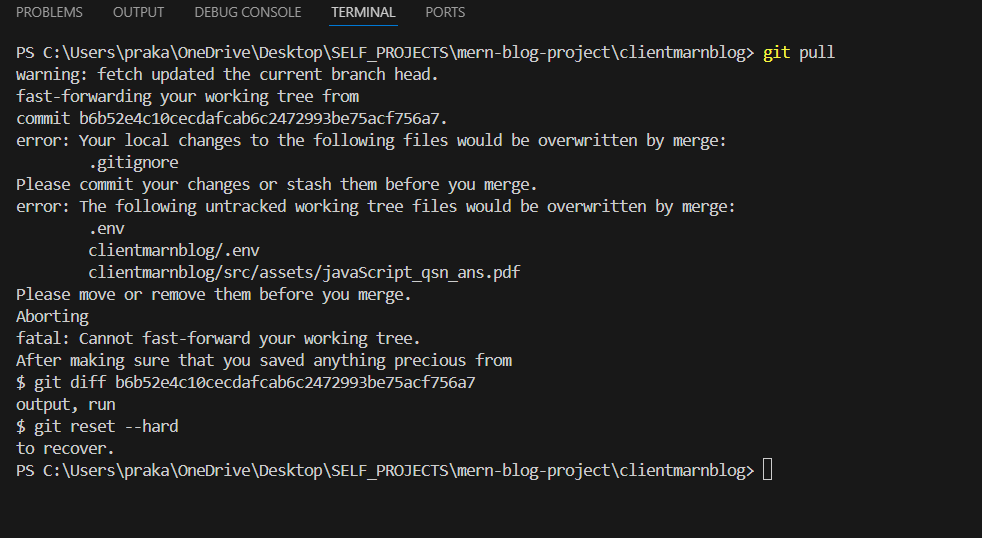 PROBLEMS OUTPUT DEBUG CONSOLE TERMINAL PORTS
PS C:\Users\praka\OneDrive\Desktop\SELF_PROJECTS\mern-blog-project\clientmarnblog> git pull
warning: fetch updated the current branch head.
fast-forwarding your working tree from
commit b6b52e4c10cecdafcab6c2472993be75acf756a7.
error: Your local changes to the following files would be overwritten by merge:
        .gitignore
Please commit your changes or stash them before you merge.
error: The following untracked working tree files would be overwritten by merge:
        .env
        clientmarnblog/.env
        clientmarnblog/src/assets/javaScript_qsn_ans.pdf
Please move or remove them before you merge.
Aborting
fatal: Cannot fast-forward your working tree.
After making sure that you saved anything precious from
$ git diff b6b52e4c10cecdafcab6c2472993be75acf756a7
output, run
$ git reset --hard
to recover.
PS C:\Users\praka\OneDrive\Desktop\SELF_PROJECTS\mern-blog-project\clientmarnblog>